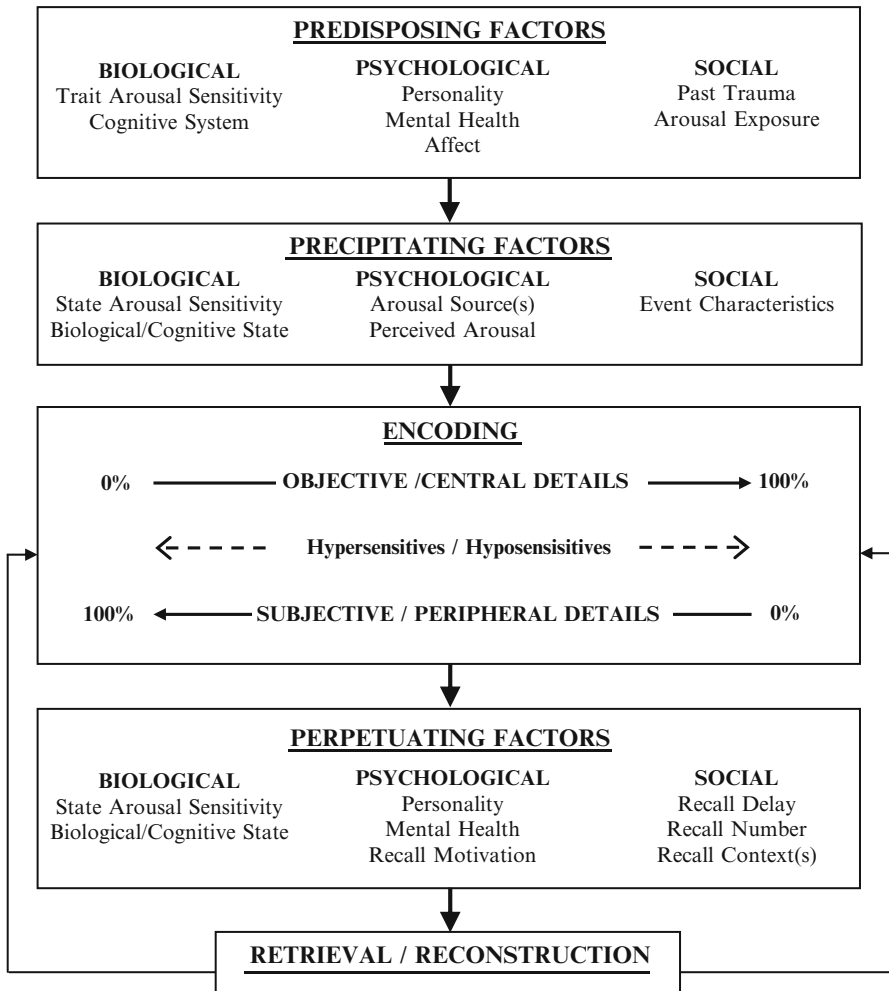 PREDISPOSING FACTORS
BIOLOGICAL PSYCHOLOGICAL SOCIAL
Trait Arousal Sensitivity Personality Past Trauma
Cognitive System Mental Health Arousal Exposure
Affect
PRECIPITATING FACTORS
BIOLOGICAL PSYCHOLOGICAL SOCIAL
State Arousal Sensitivity Arousal Source(s) Event Characteristics
Biological/Cognitive State Perceived Arousal
ENCODING
0% OBJECTIVE /CENTRAL DETAILS 100%
Hypersensitives / Hyposensisitives
100% SUBJECTIVE / PERIPHERAL DETAILS 0%
PERPETUATING FACTORS
BIOLOGICAL PSYCHOLOGICAL SOCIAL
State Arousal Sensitivity Personality Recall Delay
Biological/Cognitive State Mental Health Recall Number
Recall Motivation Recall Context(s)
RETRIEVAL / RECONSTRUCTION